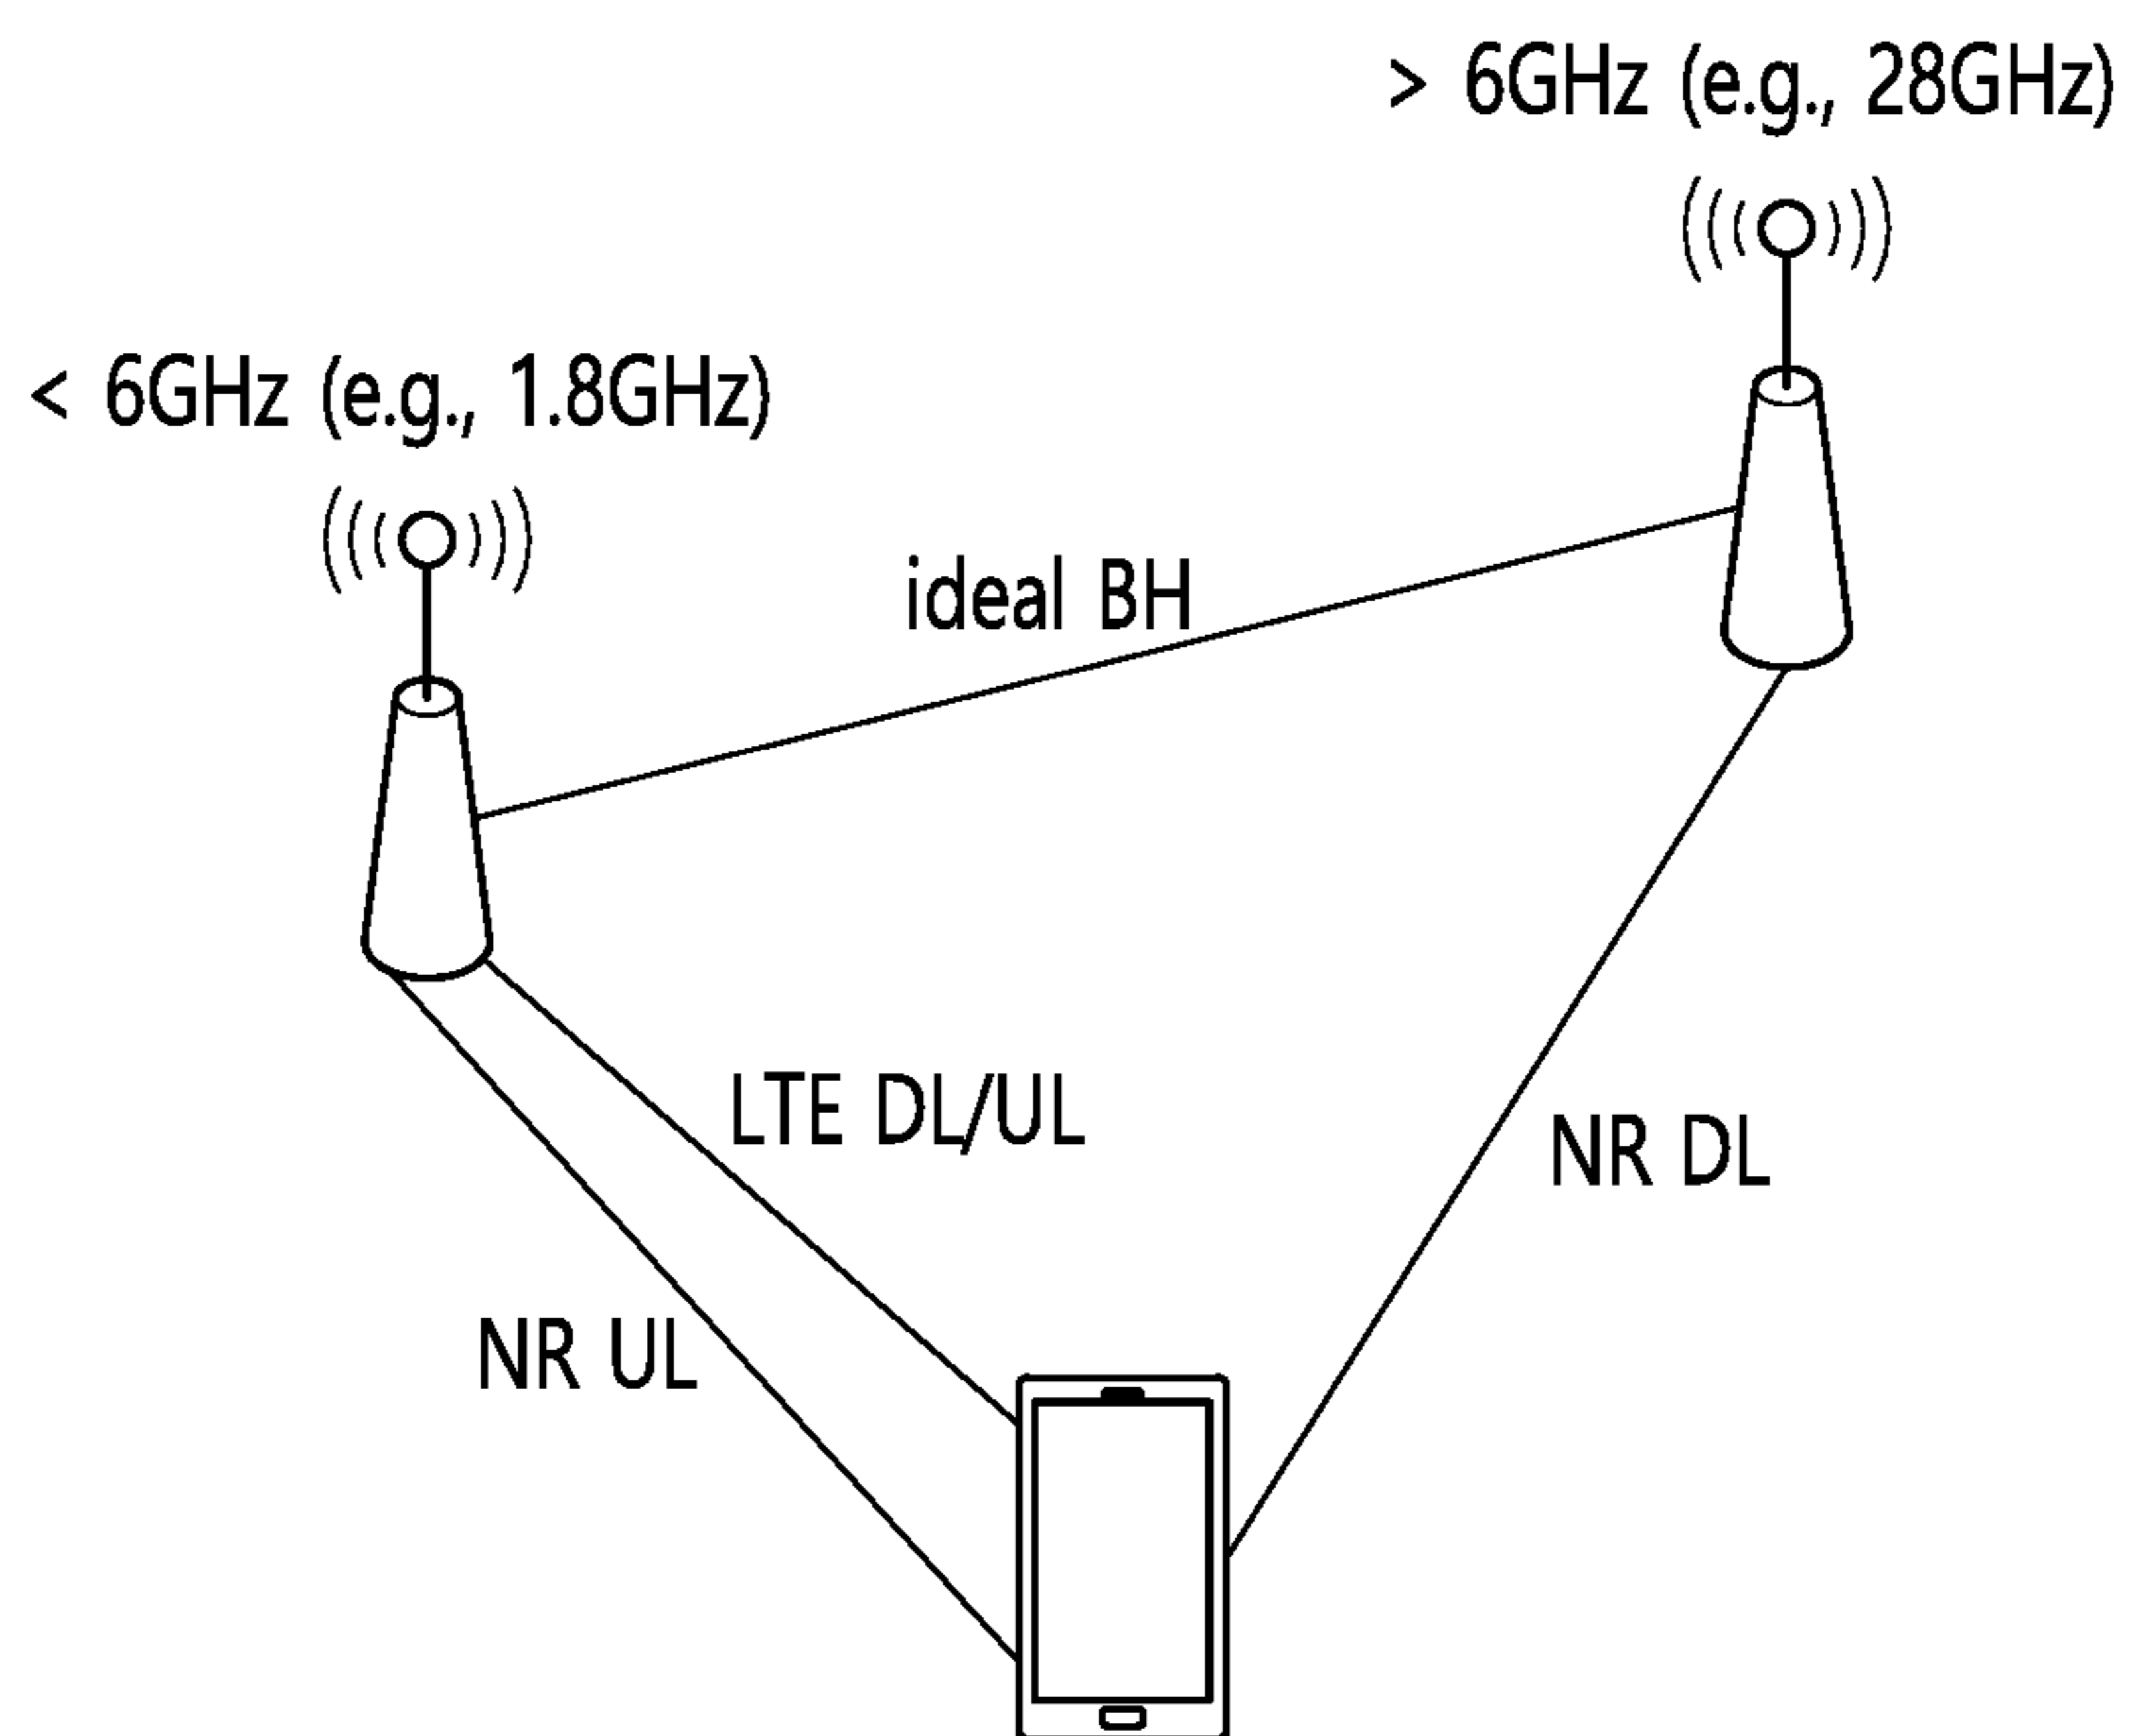 > 6GHz (e.g., 28GHz)
< 6GHz (e.g., 1.8GHz)
ideal BH
LTE DL/UL
NR DL
NR UL